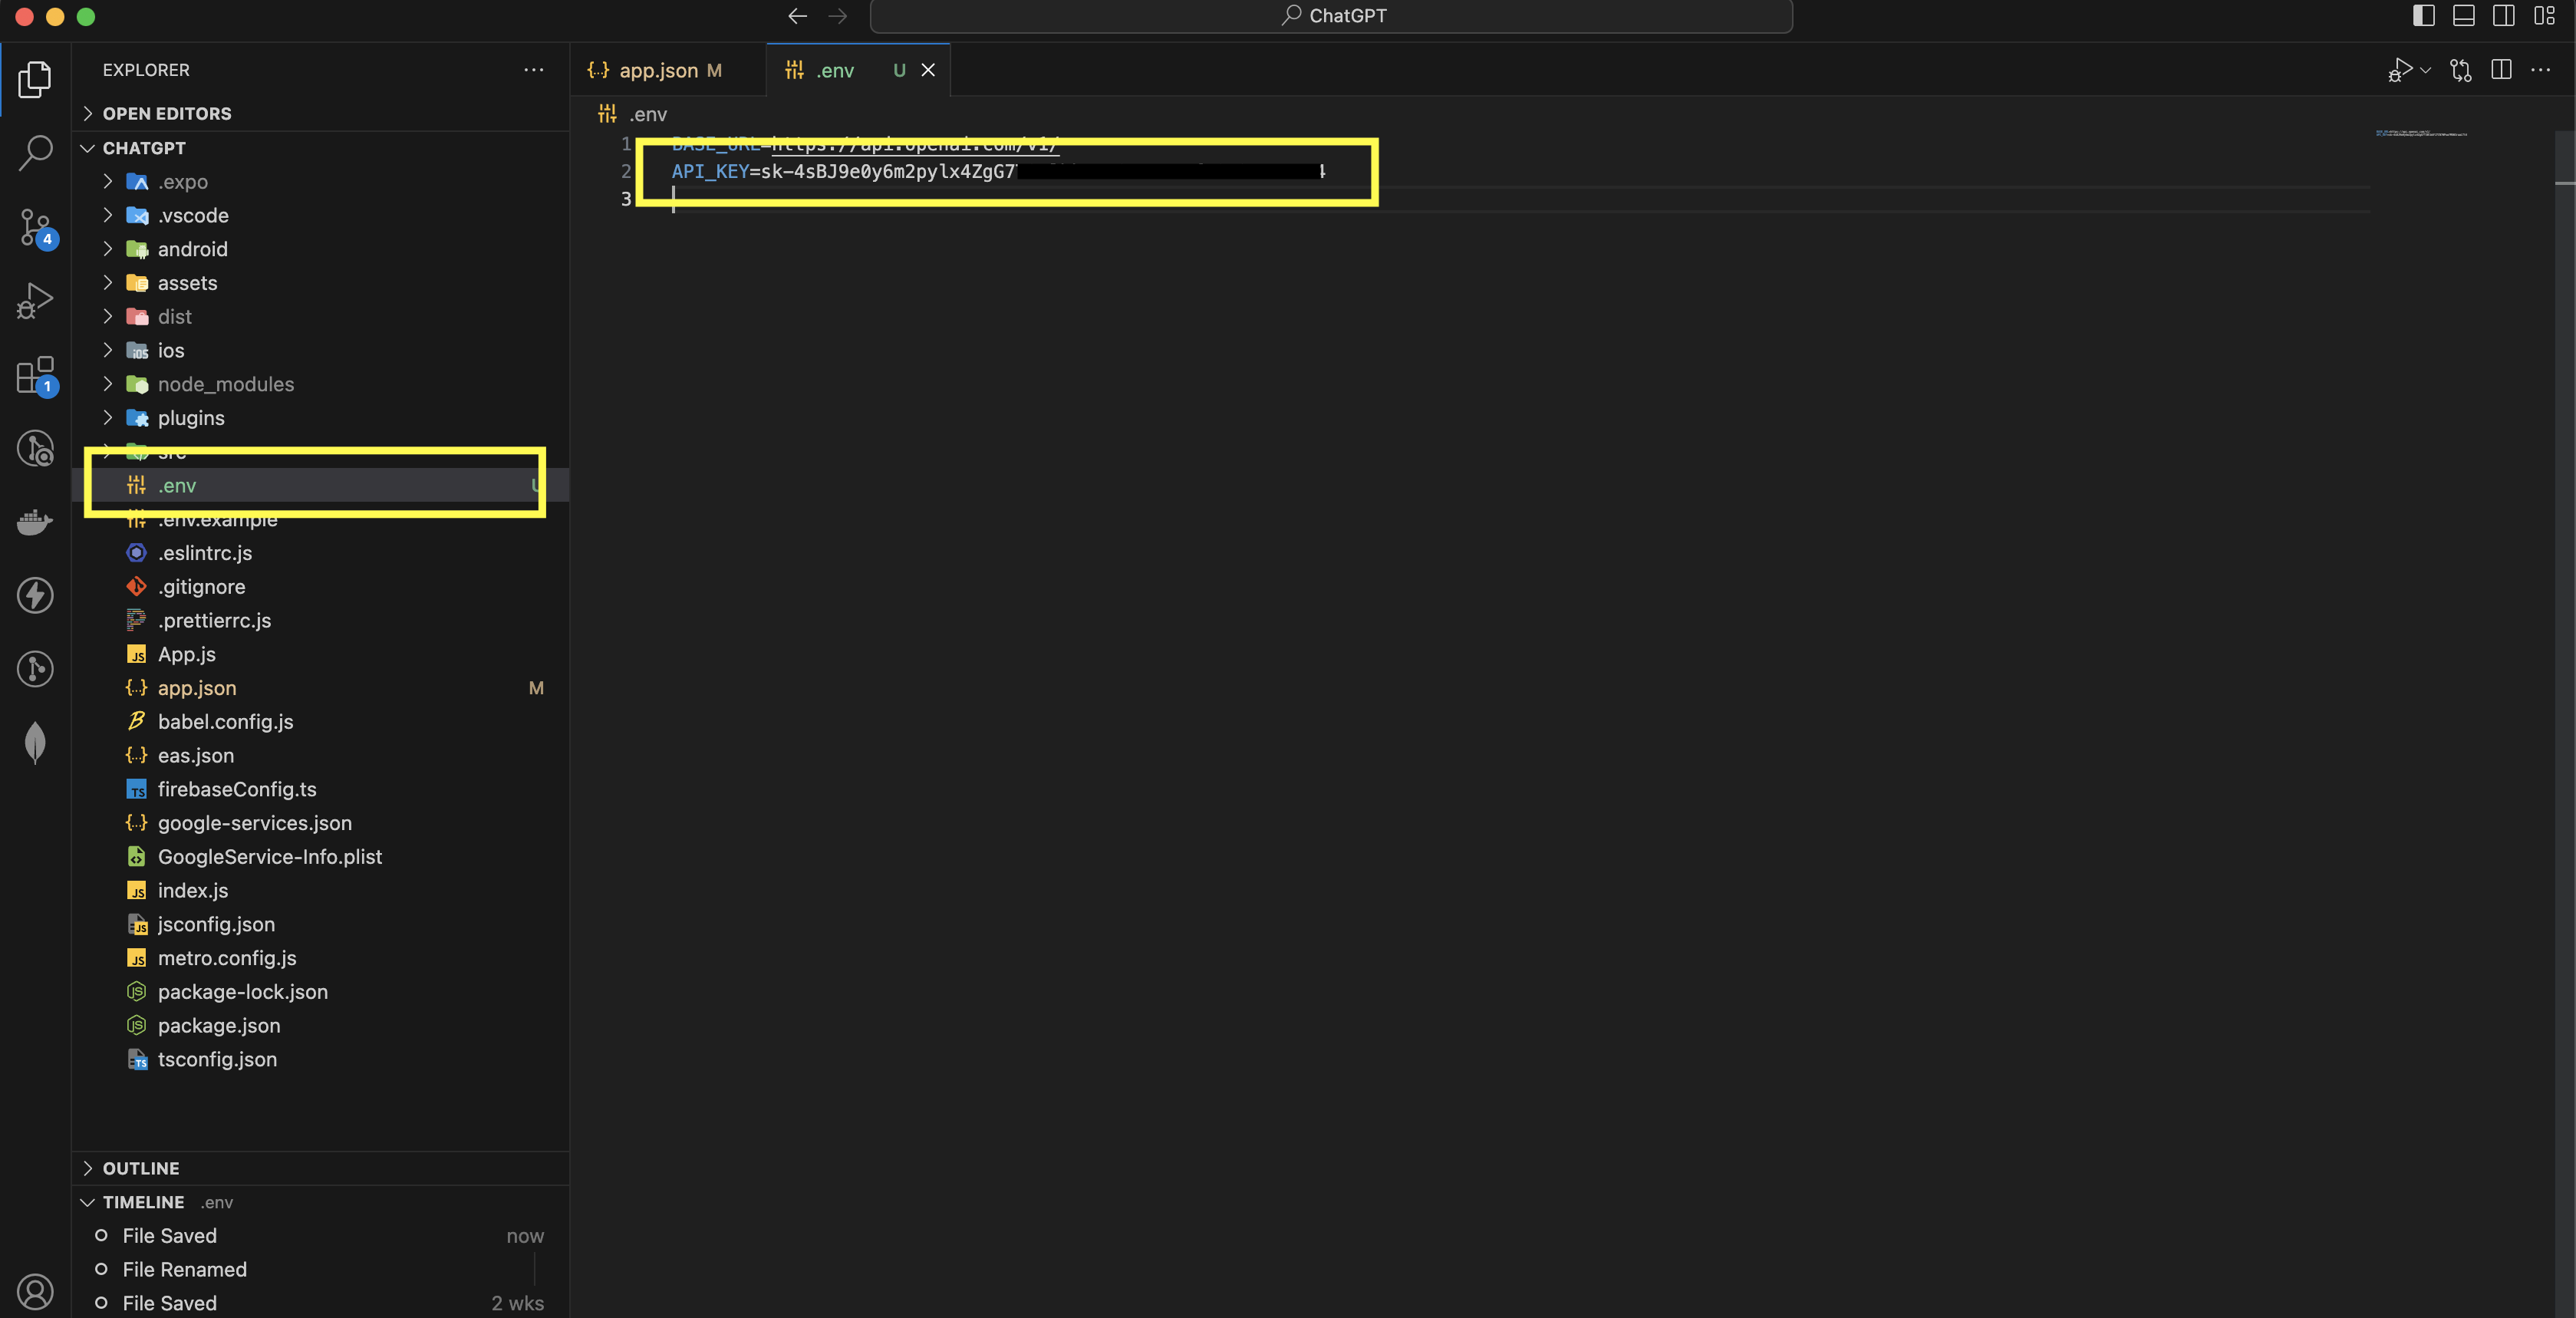 ChatGPT
EXPLORER
OPEN EDITORS
CHATGPT
.expo
.vscode
android
assets
dist
ios
node_modules
plugins
src
.env U
.env.example
.eslintrc.js
.gitignore
.prettierrc.js
App.js
app.json M
babel.config.js
eas.json
firebaseConfig.ts
google-services.json
GoogleService-Info.plist
index.js
jsconfig.json
metro.config.js
package-lock.json
package.json
tsconfig.json
OUTLINE
TIMELINE .env
File Saved now
File Renamed
File Saved 2 wks
4
1
app.json M
.env U
.env
1 BASE_URL=https://api.openai.com/v1/
2 API_KEY=sk-4sBJ9e0y6m2pylx4ZgG7
3